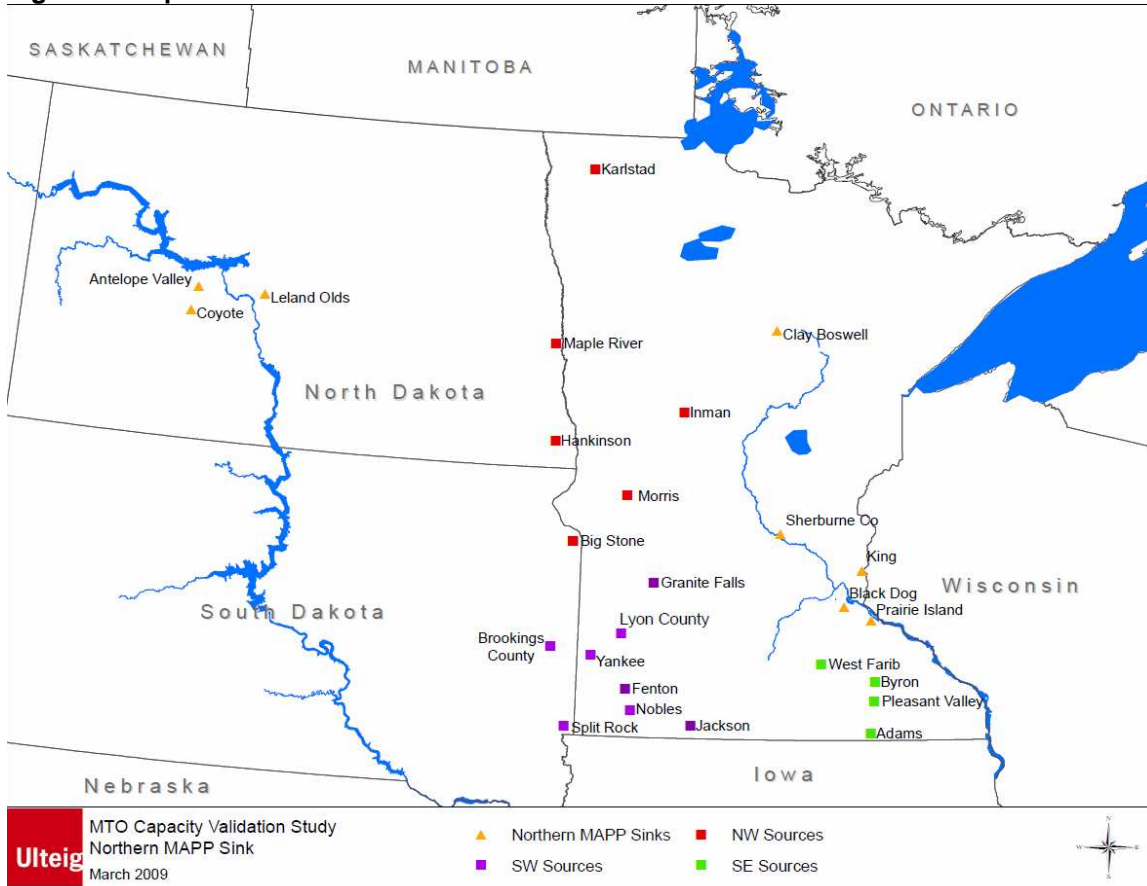 SASKATCHEWAN
MANITOBA
ONTARIO
Karlstad
Antelope Valley
Leland Olds
Coyote
Clay Boswell
Maple River
North Dakota
Inman
Hankinson
Morris
Sherburne Co
Big Stone
King
Granite Falls
Wisconsin
Black Dog
South Dakota
Prairie Island
Lyon County
Brookings
County
Yankee
West Farib
Byron
Fenton
Pleasant Valley
Nobles
Split Rock
Jackson
Adams
Iowa
Nebraska
Ulteig
MTO Capacity Validation Study
Northern MAPP Sink
March 2009
Northern MAPP Sinks
NW Sources
SW Sources
SE Sources
N
W
E
S